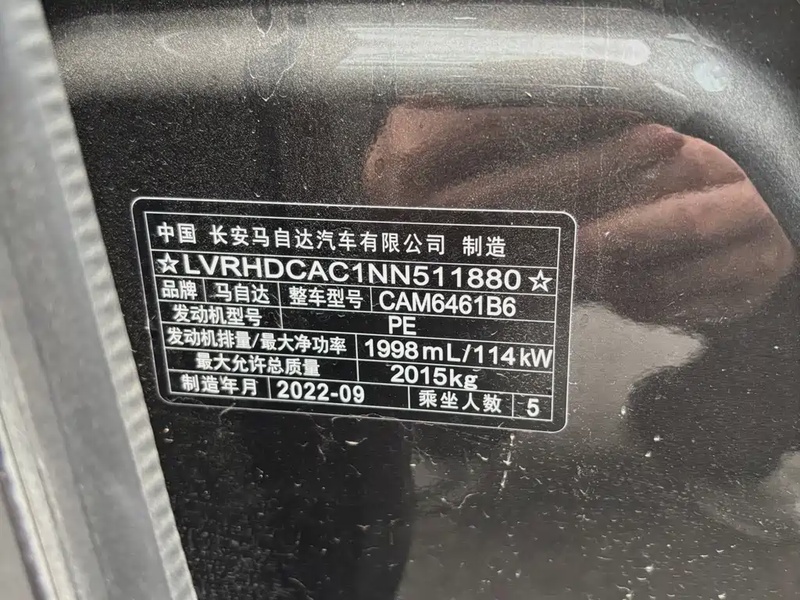 中国 长安马自达汽车有限公司 制造
☆LVRHDCAC1NN511880☆
品牌 马自达 整车型号 CAM6461B6
发动机型号 PE
发动机排量/最大净功率 1998mL/114kW
最大允许总质量 2015kg
制造年月 2022-09 乘坐人数 5